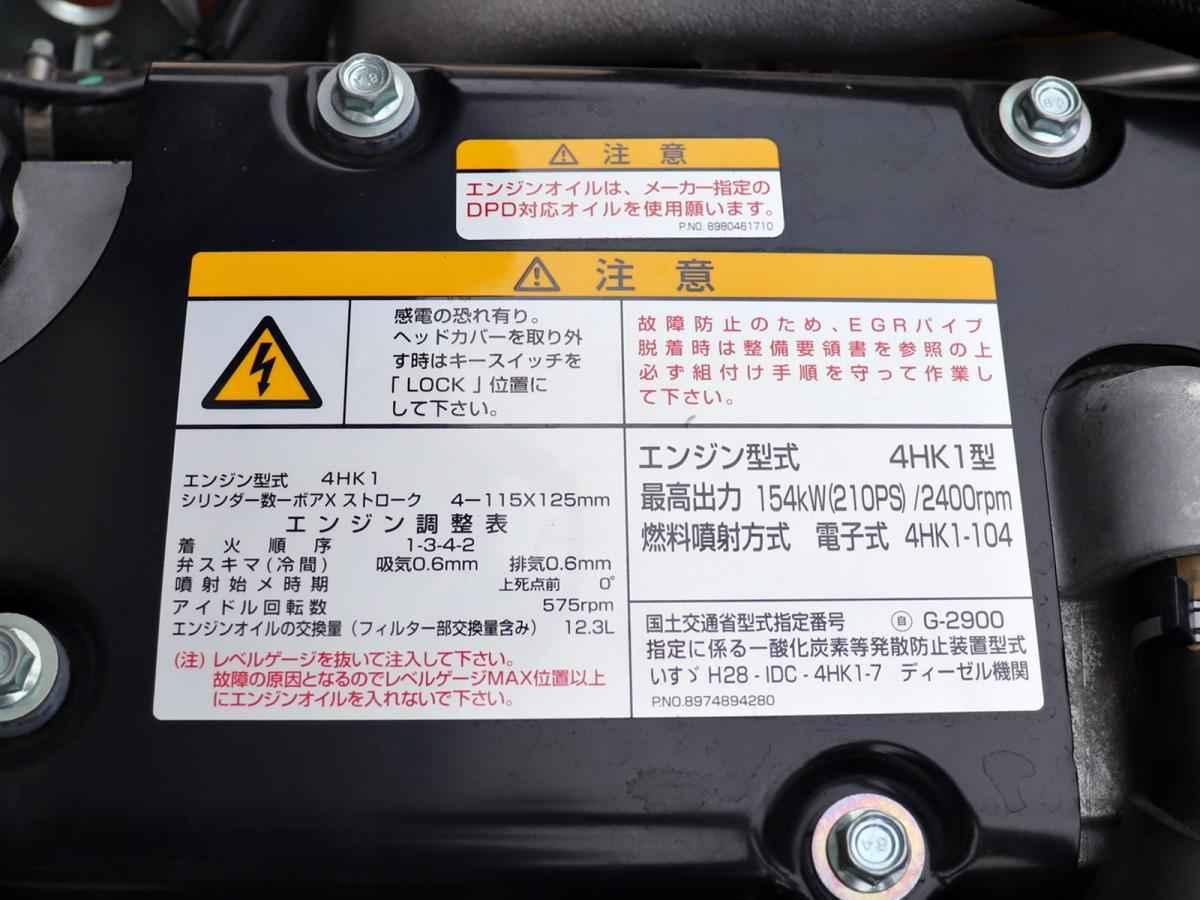 注意
エンジンオイルは、メーカー指定の
DPD対応オイルを使用願います。
P.NO. 8980461710
注意
感電の恐れ有り。
ヘッドカバーを取り外
す時はキースイッチを
「LOCK」位置に
して下さい。
故障防止のため、EGRパイプ
脱着時は整備要領書を参照の上
必ず組付け手順を守って作業し
て下さい。
エンジン型式 4HK1
シリンダー数ーボアX ストローク 4ー115X125mm
エンジン調整表
着火順序 1-3-4-2
弁スキマ(冷間) 吸気0.6mm 排気0.6mm
噴射始メ時期 上死点前 0°
アイドル回転数 575rpm
エンジンオイルの交換量(フィルター部交換量含み) 12.3L
(注) レベルゲージを抜いて注入して下さい。
故障の原因となるのでレベルゲージMAX位置以上
にエンジンオイルを入れないで下さい。
エンジン型式 4HK1型
最高出力 154kW(210PS)/2400rpm
燃料噴射方式 電子式 4HK1-104
国土交通省型式指定番号 ㊐ G-2900
指定に係る一酸化炭素等発散防止装置型式
いすゞ H28-IDC-4HK1-7 ディーゼル機関
P.NO.8974894280